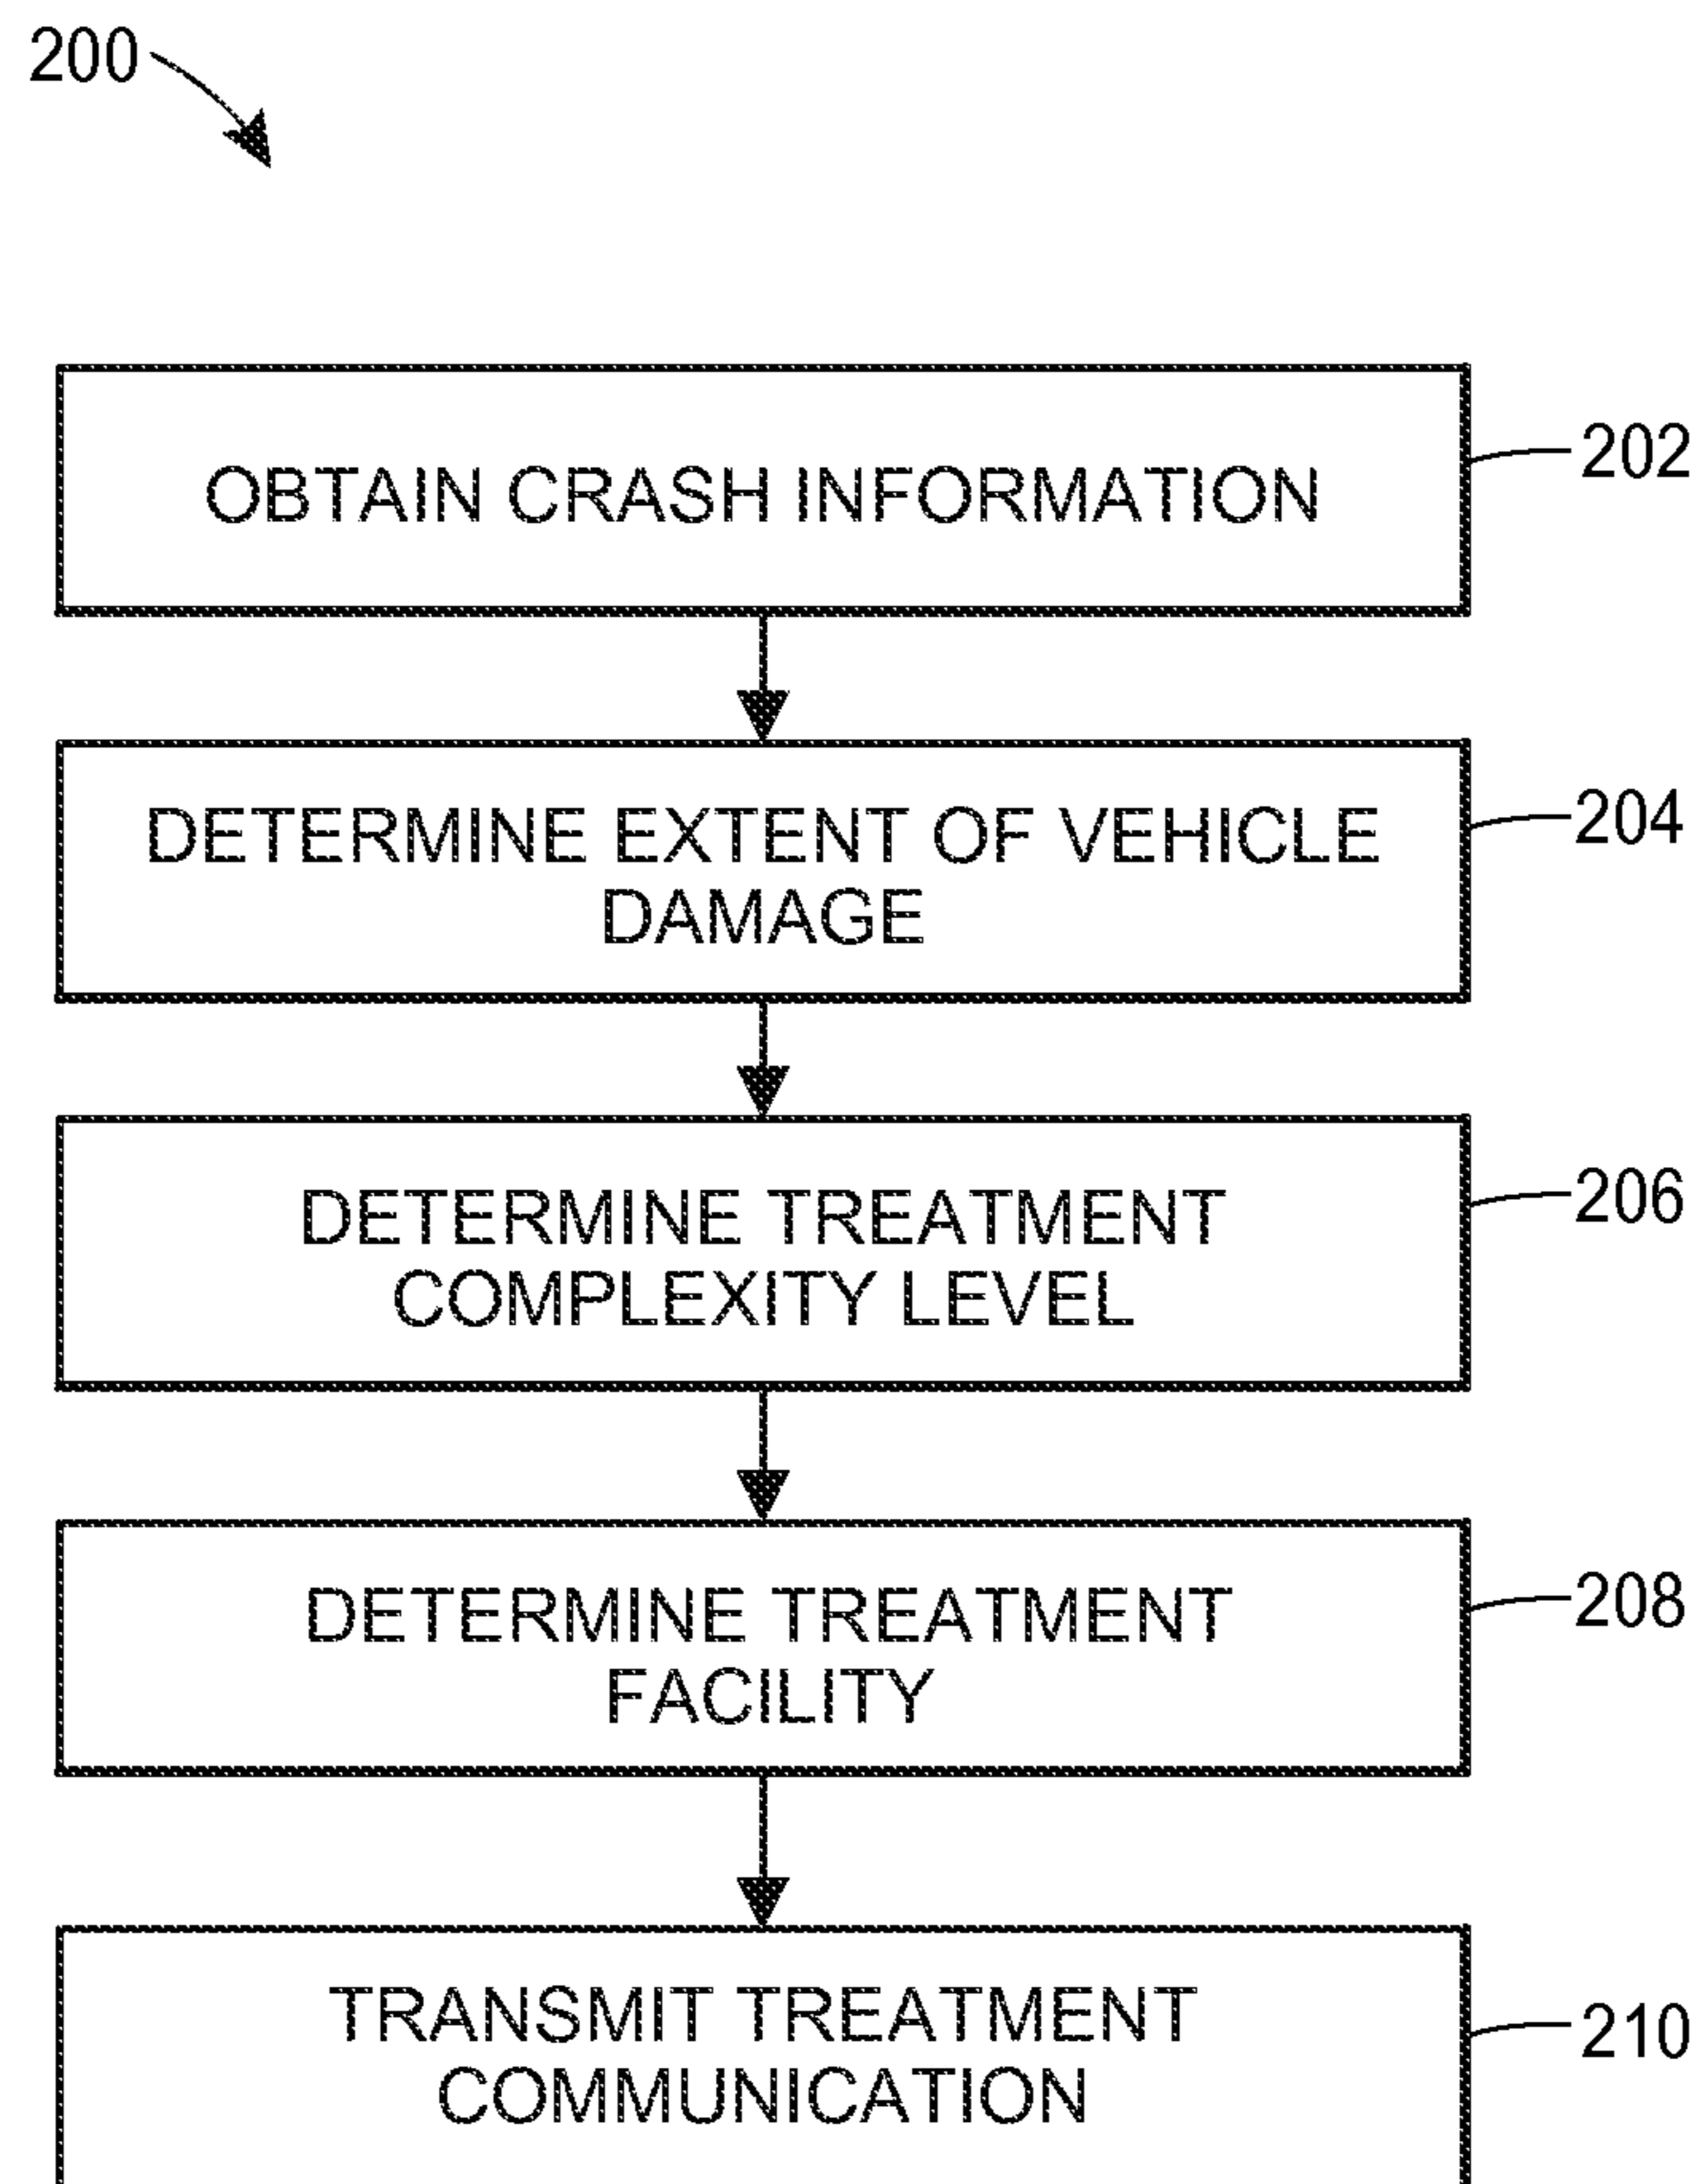 200
OBTAIN CRASH INFORMATION
202
DETERMINE EXTENT OF VEHICLE
DAMAGE
204
DETERMINE TREATMENT
COMPLEXITY LEVEL
206
DETERMINE TREATMENT
FACILITY
208
TRANSMIT TREATMENT
COMMUNICATION
210